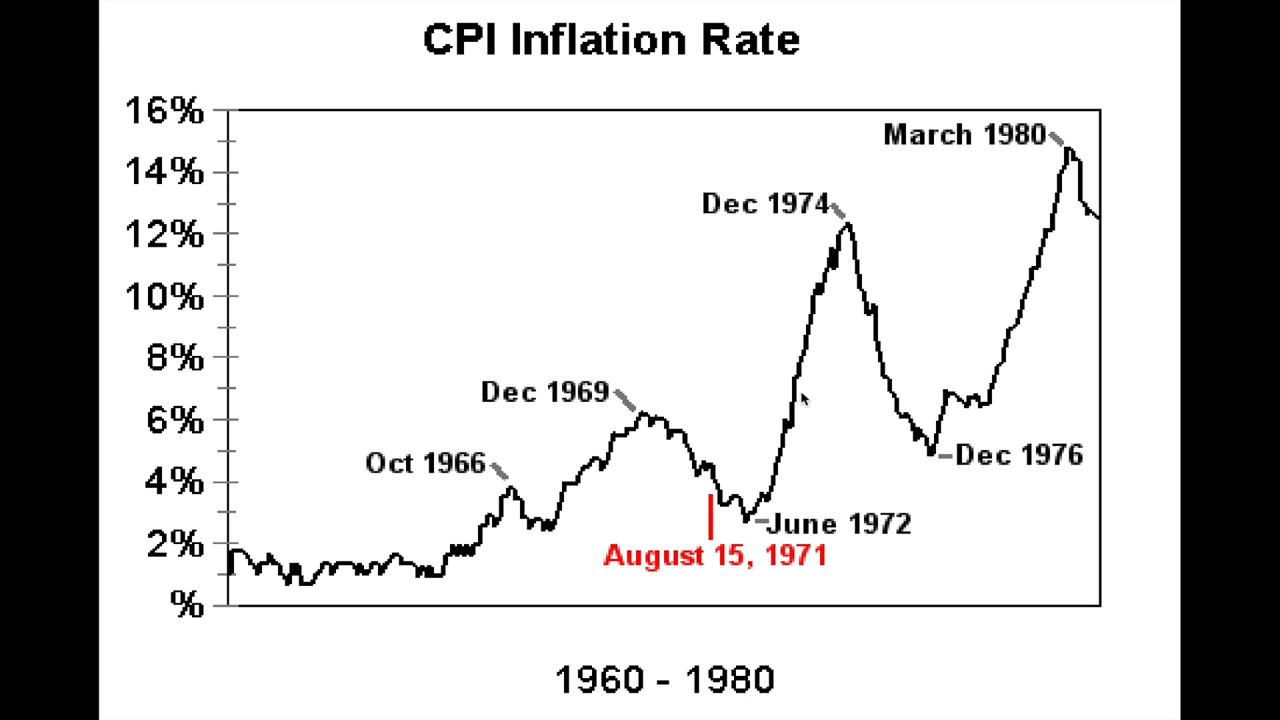 CPI Inflation Rate
16%
March 1980
14%
Dec 1974
12%
10%
8%
Dec 1969
6%
Oct 1966
Dec 1976
4%
June 1972
2%
August 15, 1971
%
1960 - 1980